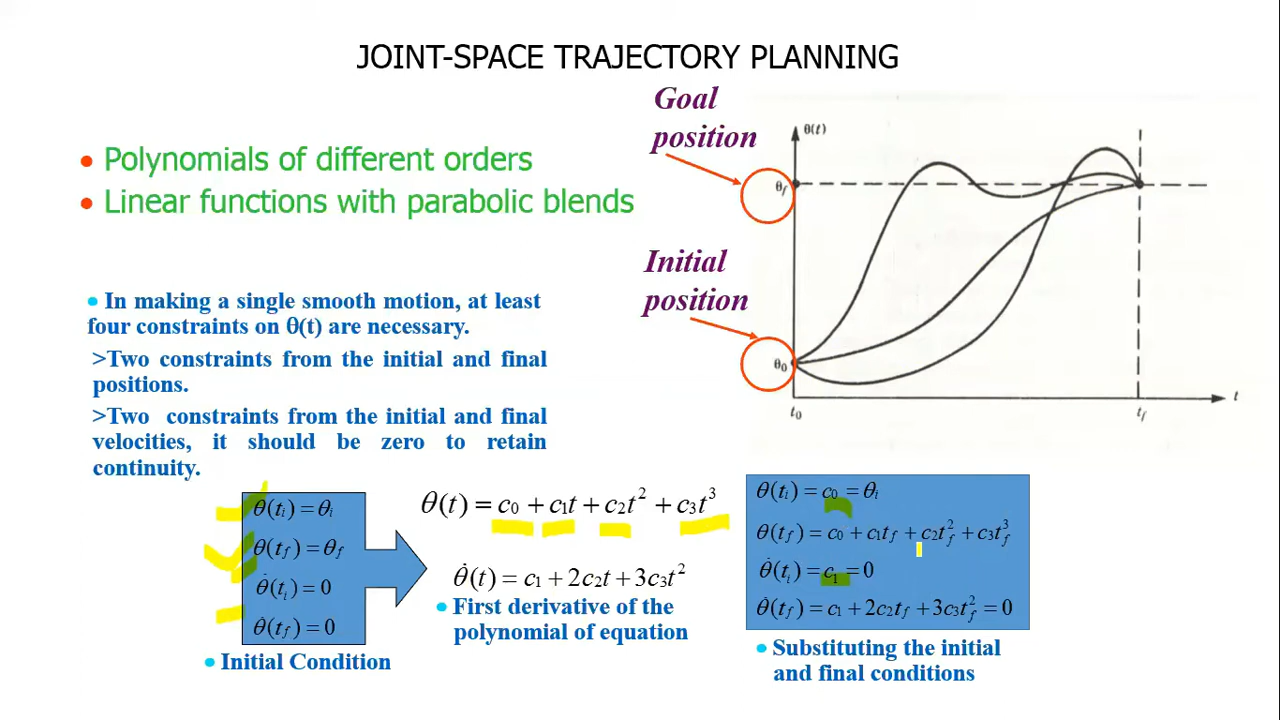 JOINT-SPACE TRAJECTORY PLANNING
Goal
position
• Polynomials of different orders
• Linear functions with parabolic blends
θ(t)
θf
Initial
position
θ0
t0
tf
t
• In making a single smooth motion, at least
four constraints on θ(t) are necessary.
>Two constraints from the initial and final
positions.
>Two constraints from the initial and final
velocities, it should be zero to retain
continuity.
θ(ti) = θi
θ(tf) = θf
θ̇(ti) = 0
θ̇(tf) = 0
• Initial Condition
θ(t) = c0 + c1t + c2t² + c3t³
θ̇(t) = c1 + 2c2t + 3c3t²
• First derivative of the
polynomial of equation
θ(ti) = c0 = θi
θ(tf) = c0 + c1tf + c2tf² + c3tf³
θ̇(ti) = c1 = 0
θ̇(tf) = c1 + 2c2tf + 3c3tf² = 0
• Substituting the initial
and final conditions